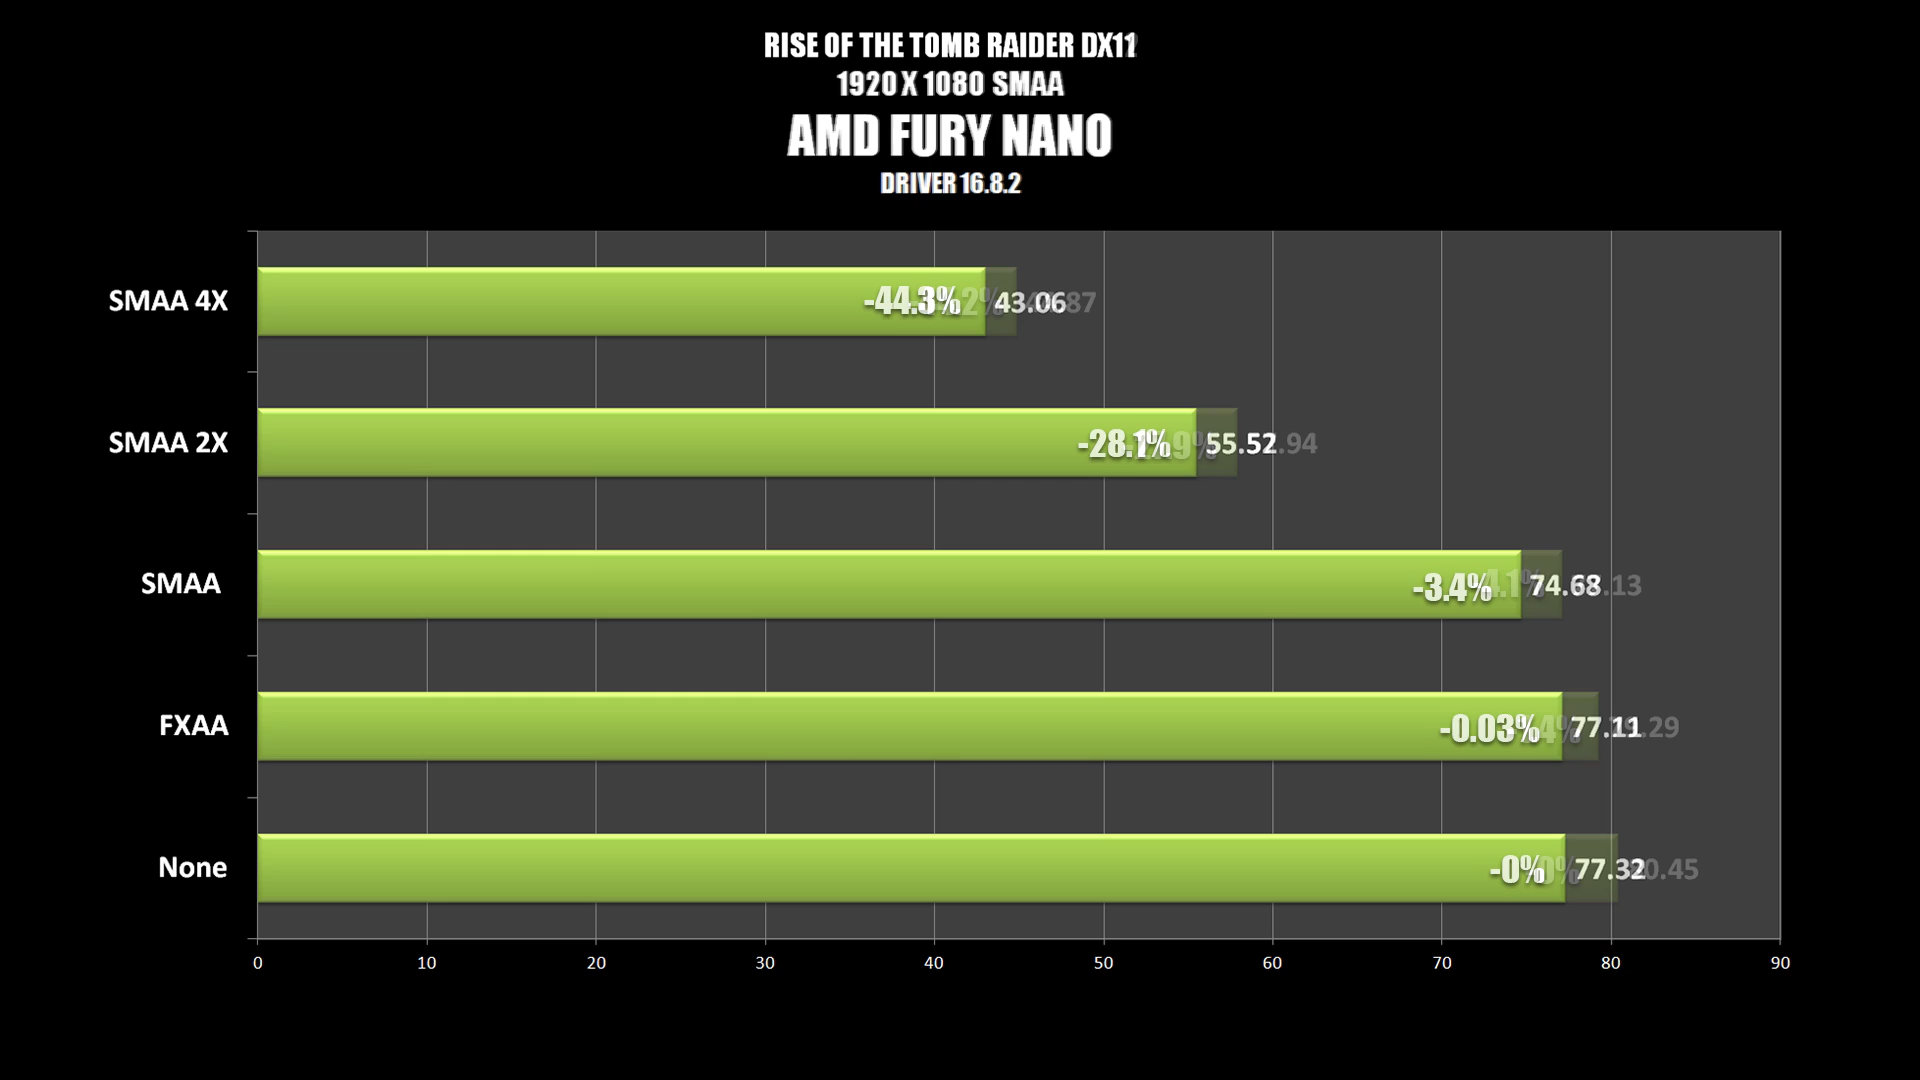 RISE OF THE TOMB RAIDER DX11
1920 X 1080 SMAA
AMD FURY NANO
DRIVER 16.8.2
SMAA 4X -44.3% 43.06
SMAA 2X -28.1% 55.52
SMAA -3.4% 74.68
FXAA -0.03% 77.11
None -0% 77.32
0 10 20 30 40 50 60 70 80 90